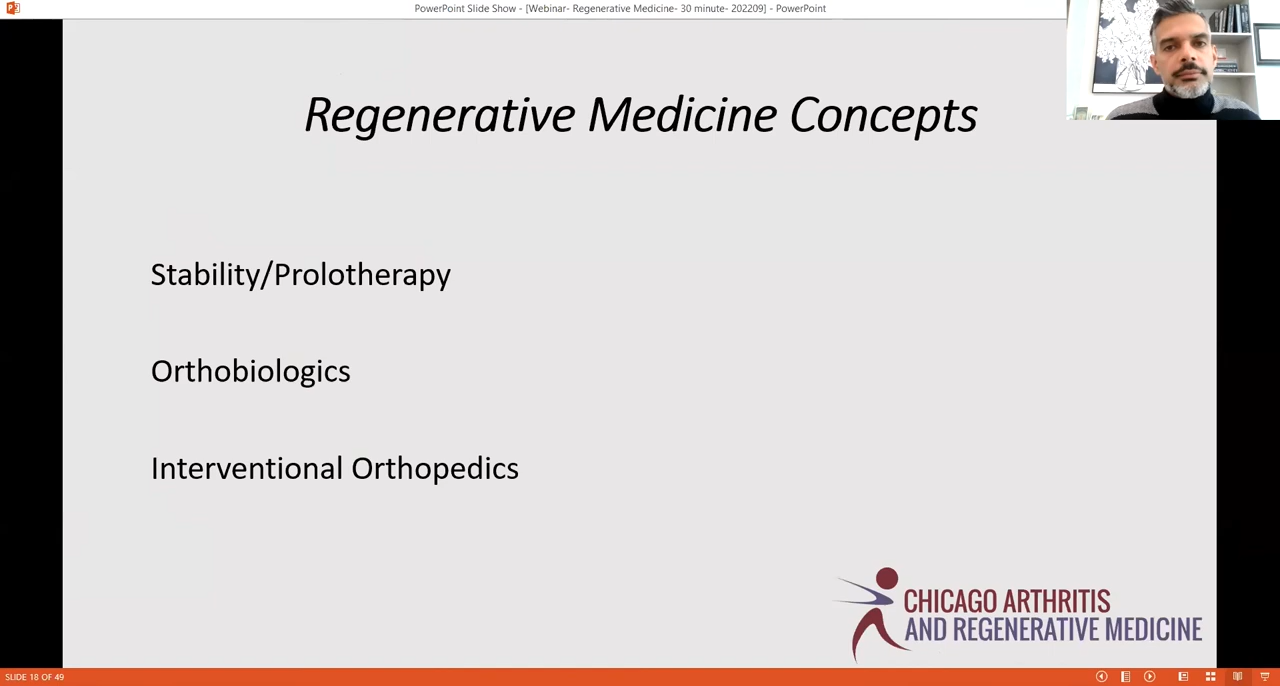 PowerPoint Slide Show - [Webinar- Regenerative Medicine- 30 minute- 202209] - PowerPoint
Regenerative Medicine Concepts
Stability/Prolotherapy
Orthobiologics
Interventional Orthopedics
CHICAGO ARTHRITIS
AND REGENERATIVE MEDICINE
SLIDE 18 OF 49